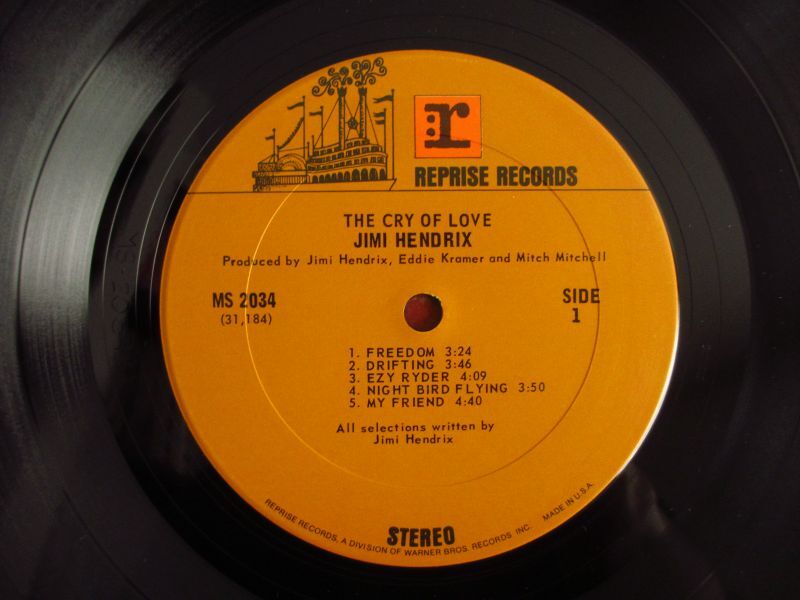 :r
REPRISE RECORDS
THE CRY OF LOVE
JIMI HENDRIX
Produced by Jimi Hendrix, Eddie Kramer and Mitch Mitchell
MS 2034
(31,184)
SIDE
1
1. FREEDOM 3:24
2. DRIFTING 3:46
3. EZY RYDER 4:09
4. NIGHT BIRD FLYING 3:50
5. MY FRIEND 4:40
All selections written by
Jimi Hendrix
STEREO
REPRISE RECORDS, A DIVISION OF WARNER BROS. RECORDS INC. MADE IN U.S.A.